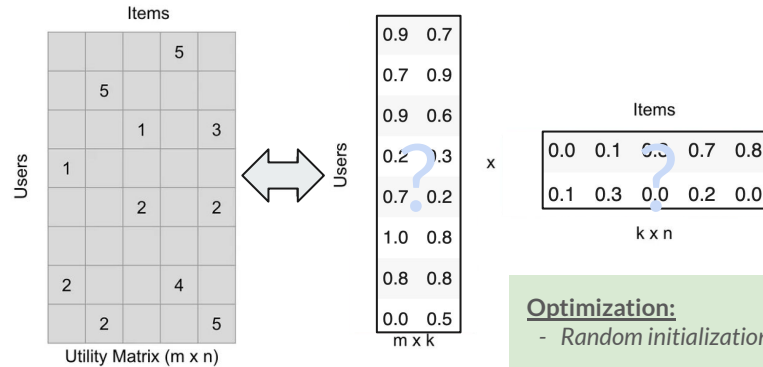 Items
5
5
1 3
1
2 2
2 4
2 5
Users
Utility Matrix (m x n)
Users
0.9 0.7
0.7 0.9
0.9 0.6
0.2 0.3
0.7 0.2
1.0 0.8
0.8 0.8
0.0 0.5
?
m x k
x
Items
0.0 0.1 0.7 0.8
0.1 0.3 0.0 0.2 0.0
?
k x n
Optimization:
- Random initialization